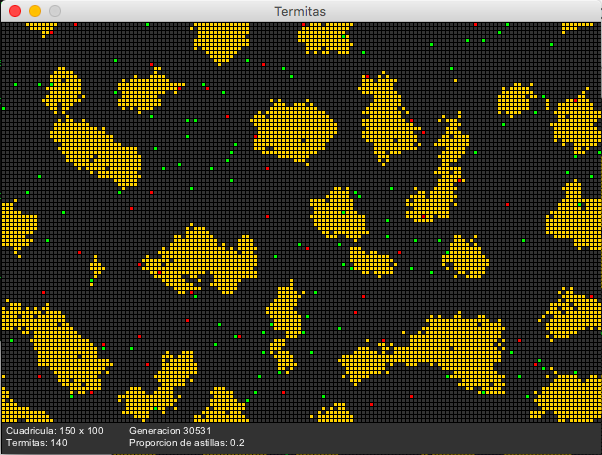 Termitas
Cuadricula: 150 x 100 Generacion 30531
Termitas: 140 Proporcion de astillas: 0.2